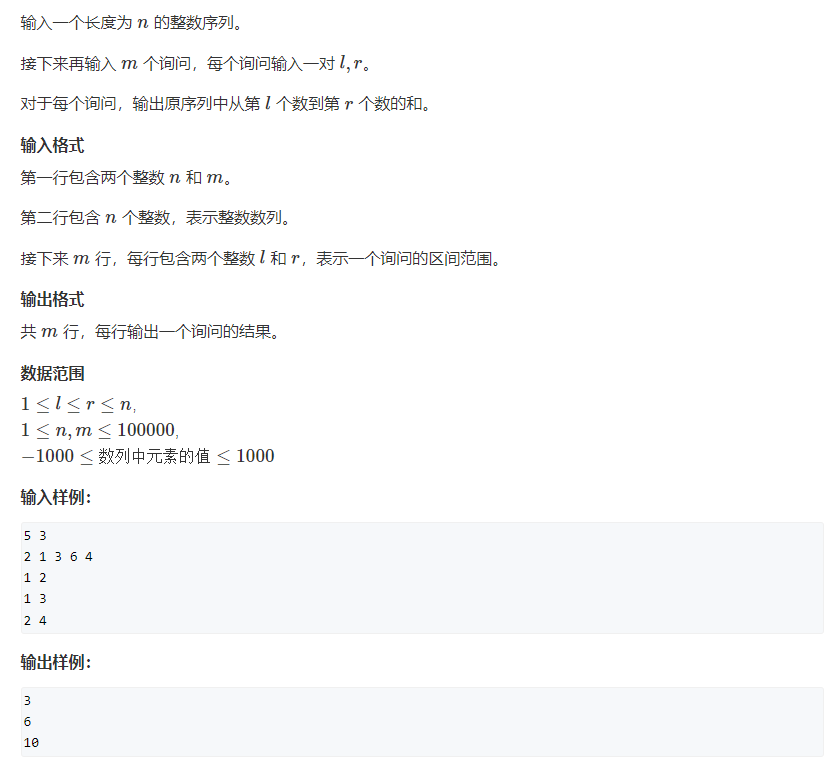 输入一个长度为 n 的整数序列。
接下来再输入 m 个询问，每个询问输入一对 l, r。
对于每个询问，输出原序列中从第 l 个数到第 r 个数的和。
输入格式
第一行包含两个整数 n 和 m。
第二行包含 n 个整数，表示整数数列。
接下来 m 行，每行包含两个整数 l 和 r，表示一个询问的区间范围。
输出格式
共 m 行，每行输出一个询问的结果。
数据范围
1 ≤ l ≤ r ≤ n,
1 ≤ n, m ≤ 100000,
−1000 ≤ 数列中元素的值 ≤ 1000
输入样例：
5 3
2 1 3 6 4
1 2
1 3
2 4
输出样例：
3
6
10